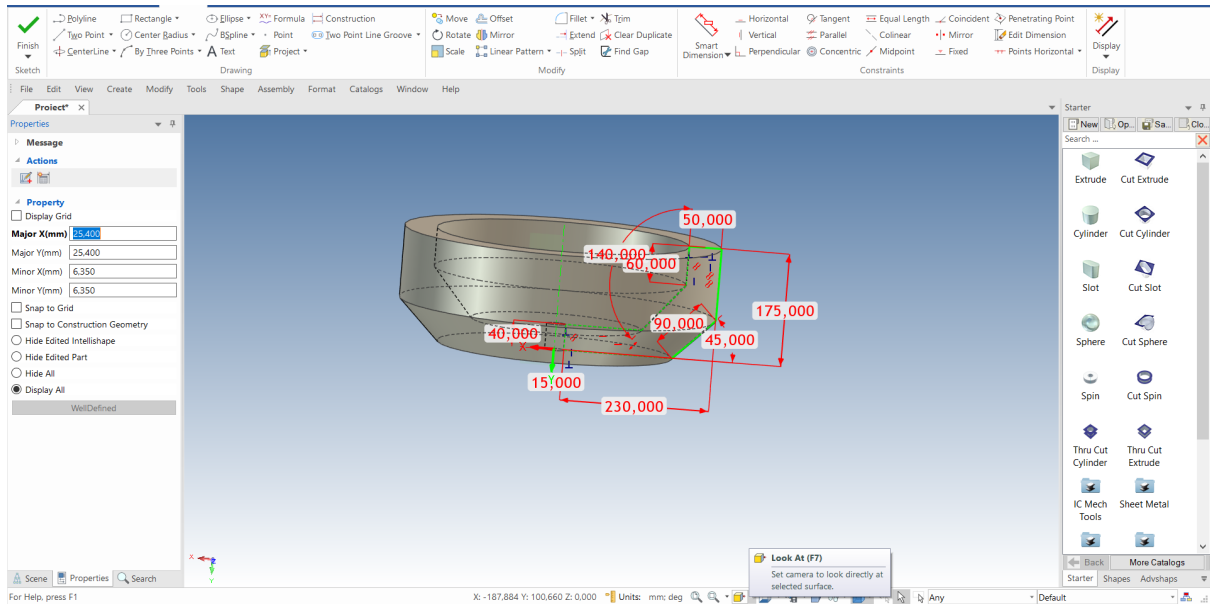 Polyline Rectangle Ellipse XY= Formula Construction Move Offset Fillet Trim Horizontal Tangent Equal Length Coincident Penetrating Point
Two Point Center Radius BSpline Point Two Point Line Groove Rotate Mirror Extend Clear Duplicate Vertical Parallel Colinear Mirror Edit Dimension
Finish CenterLine By Three Points Text Project Scale Linear Pattern Split Find Gap Smart Dimension Perpendicular Concentric Midpoint Fixed Points Horizontal Display
Sketch Drawing Modify Constraints Display
File Edit View Create Modify Tools Shape Assembly Format Catalogs Window Help
Project* Starter
Properties New Op... Sa... Clo...
Message Search ...
Actions
Extrude Cut Extrude
Property
Display Grid
Major X(mm) 25.400
Major Y(mm) 25.400
Minor X(mm) 6.350
Minor Y(mm) 6.350
Snap to Grid
Snap to Construction Geometry
Hide Edited Intellishape
Hide Edited Part
Hide All
Display All
WellDefined
50,000
140,000
60,000
175,000
90,000
40,000
45,000
X
Y
15,000
230,000
Cylinder Cut Cylinder
Slot Cut Slot
Sphere Cut Sphere
Spin Cut Spin
Thru Cut Cylinder Thru Cut Extrude
IC Mech Tools Sheet Metal
X
Z
Y
Look At (F7)
Set camera to look directly at
selected surface.
Back More Catalogs
Scene Properties Search Starter Shapes Advshaps
For Help, press F1 X: -187,884 Y: 100,660 Z: 0,000 Units: mm; deg Any Default